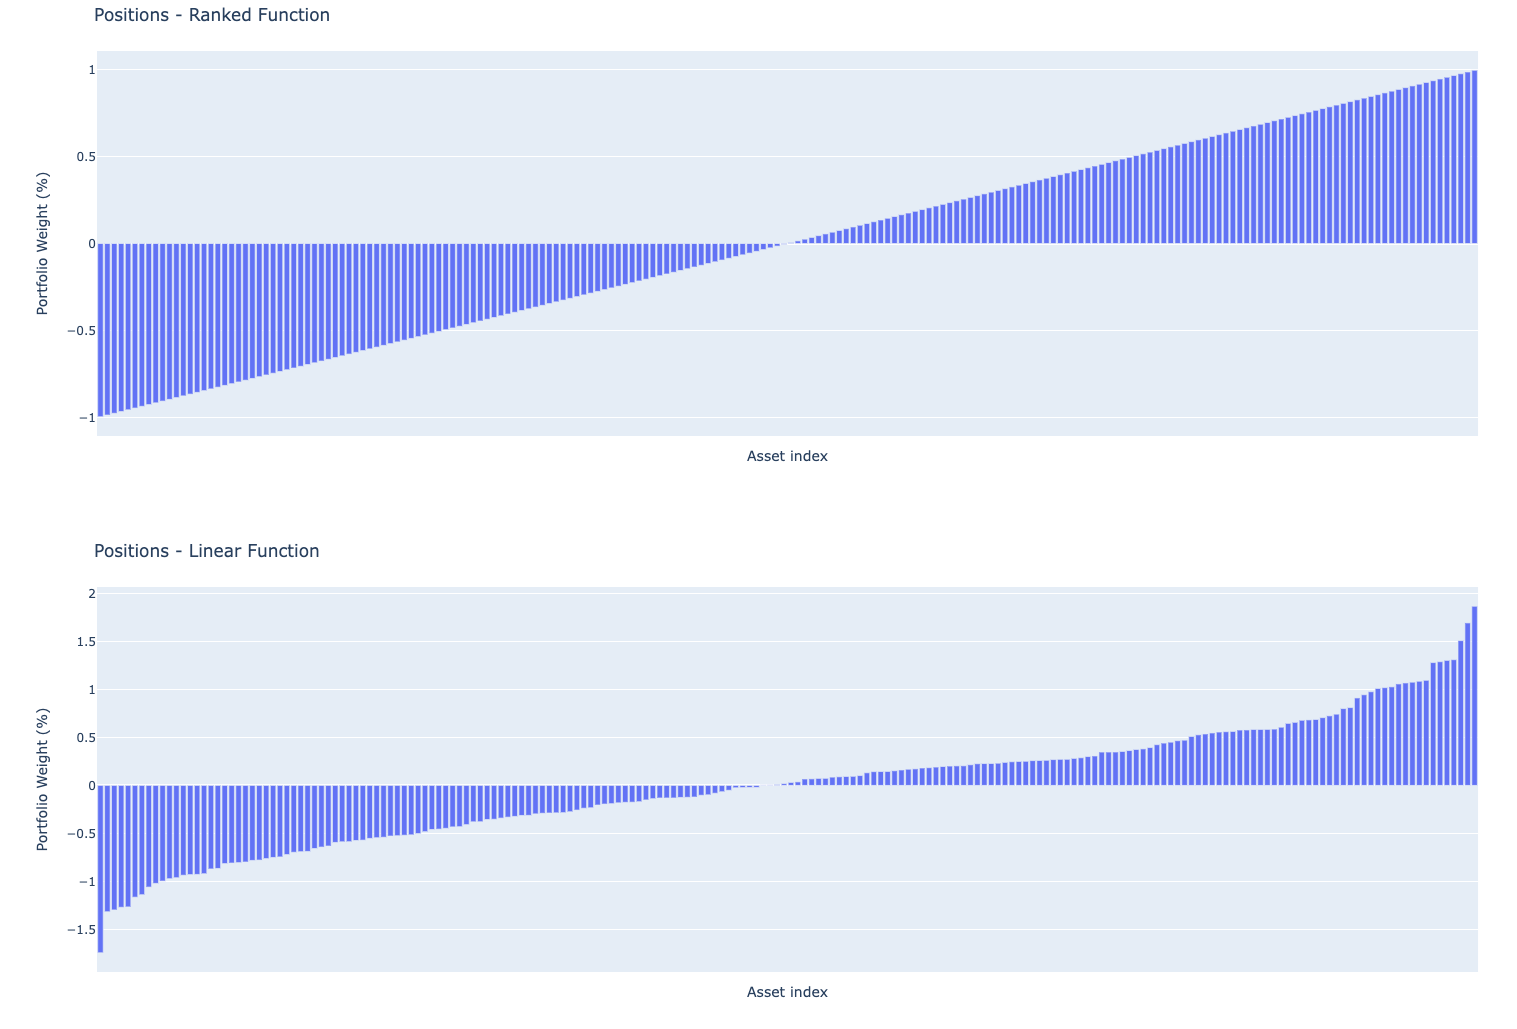 Positions - Ranked Function
1
0.5
0
−0.5
−1
Portfolio Weight (%)
Asset index
Positions - Linear Function
2
1.5
1
0.5
0
−0.5
−1
−1.5
Portfolio Weight (%)
Asset index